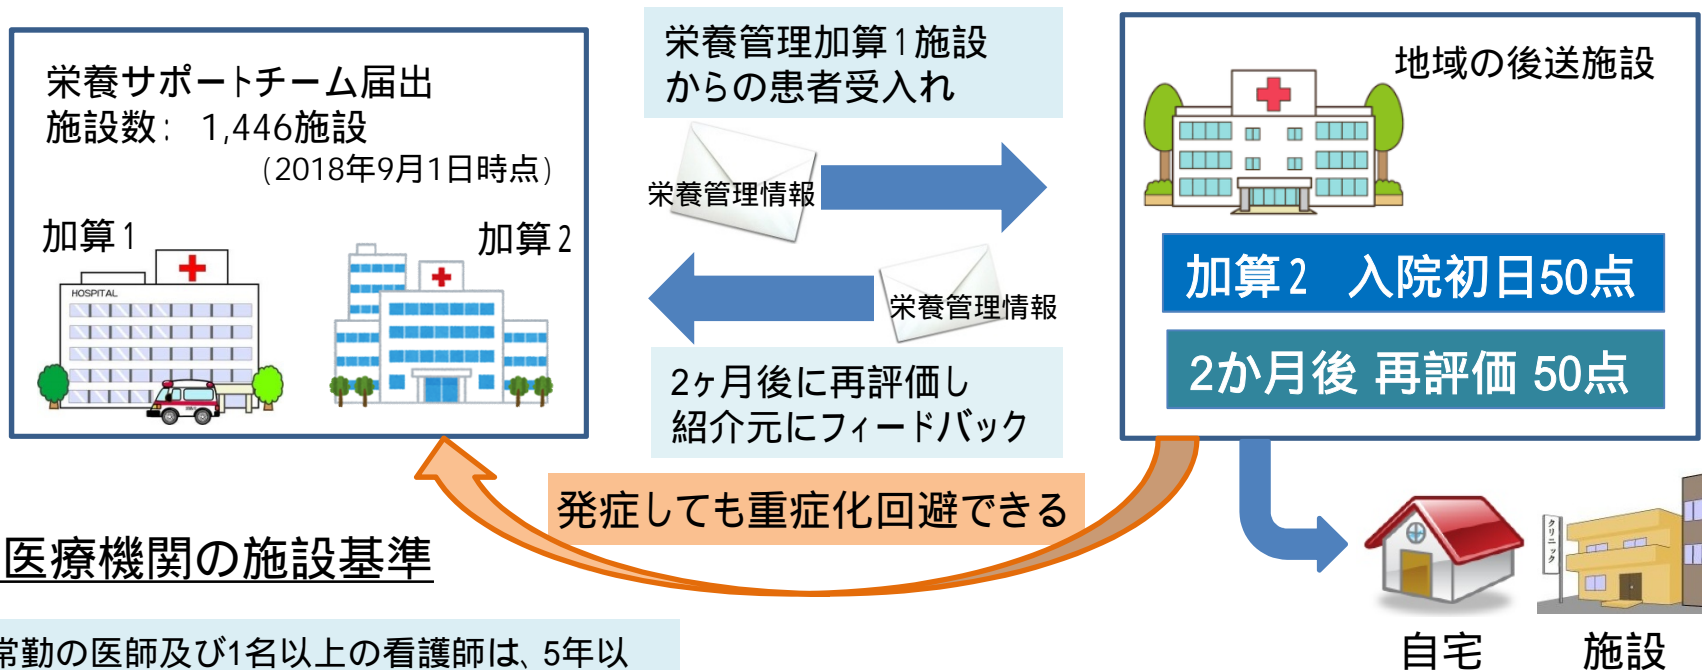 栄養サポートチーム届出
施設数： 1,446施設
（2018年9月1日時点）
加算1
加算2
HOSPITAL
栄養管理加算1施設
からの患者受入れ
栄養管理情報
栄養管理情報
2ヶ月後に再評価し
紹介元にフィードバック
地域の後送施設
加算2 入院初日50点
2か月後 再評価 50点
発症しても重症化回避できる
クリニック
自宅
施設
医療機関の施設基準
常勤の医師及び1名以上の看護師は、5年以